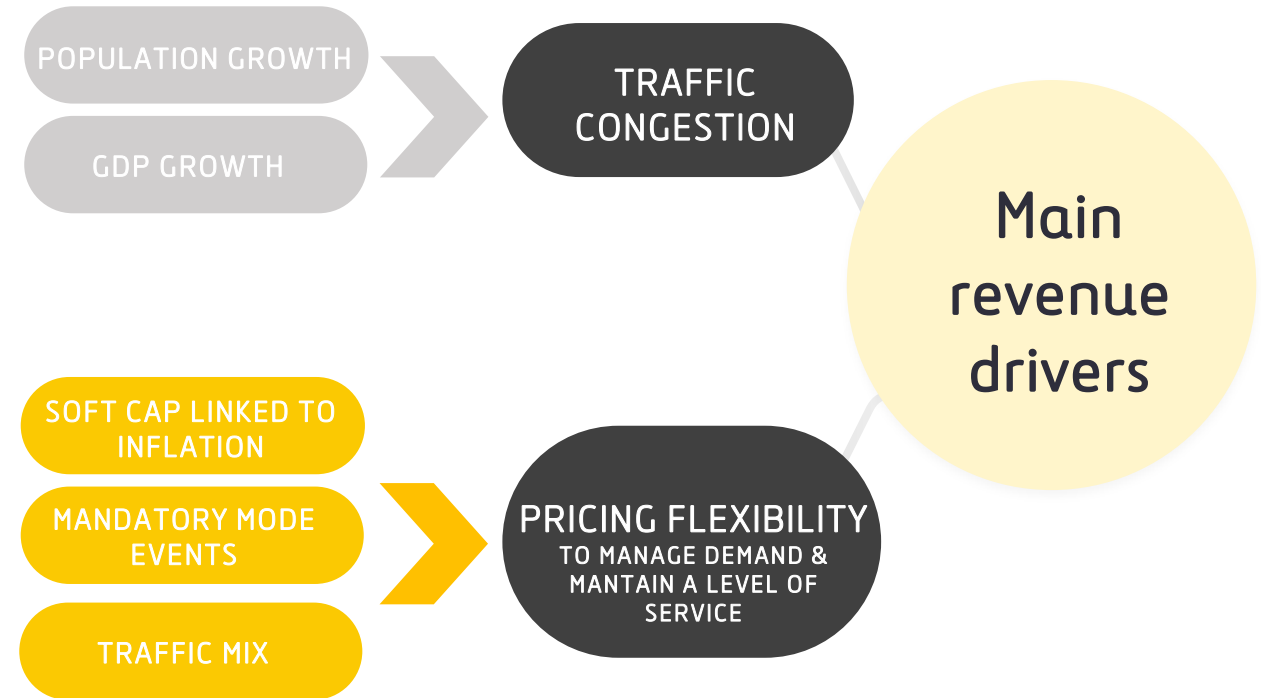 POPULATION GROWTH
GDP GROWTH
TRAFFIC
CONGESTION
Main
revenue
drivers
SOFT CAP LINKED TO
INFLATION
MANDATORY MODE
EVENTS
TRAFFIC MIX
PRICING FLEXIBILITY
TO MANAGE DEMAND &
MANTAIN A LEVEL OF
SERVICE